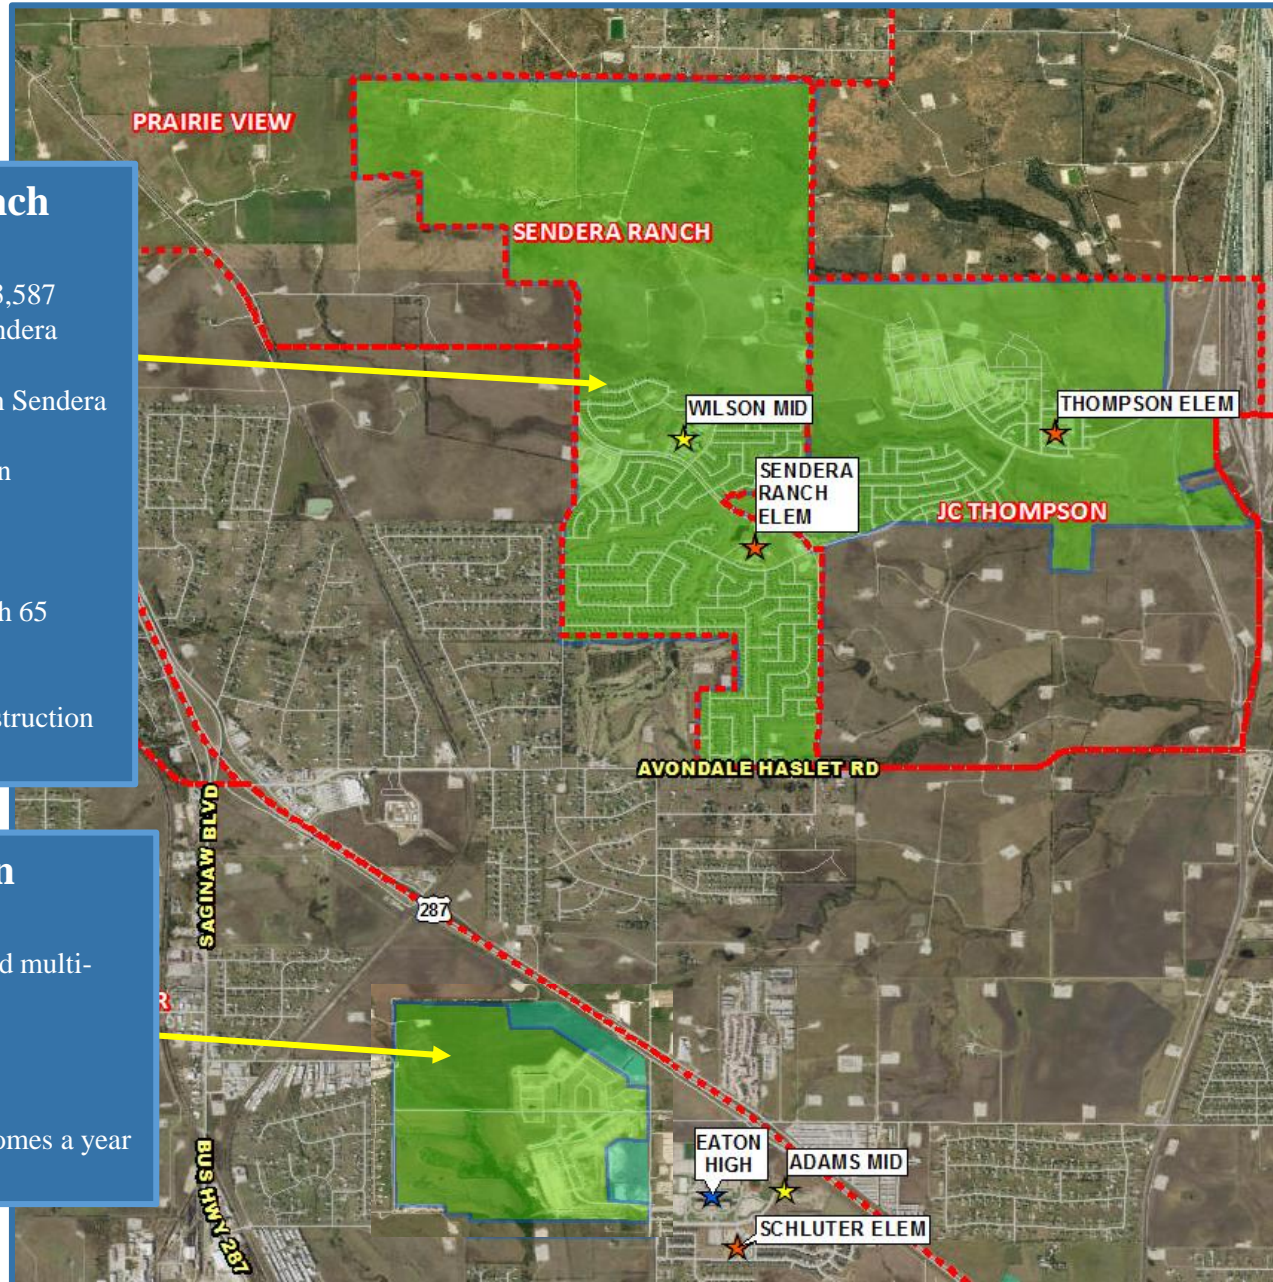 PRAIRIE VIEW
nch
SENDERA RANCH
3,587
ndera
n Sendera
n
h 65
struction
WILSON MID
THOMPSON ELEM
SENDERA
RANCH
ELEM
JC THOMPSON
AVONDALE HASLET RD
SAGINAW BLVD
287
n
d multi-
R
omes a year
BUS HWY 287
EATON
HIGH
ADAMS MID
SCHLUTER ELEM